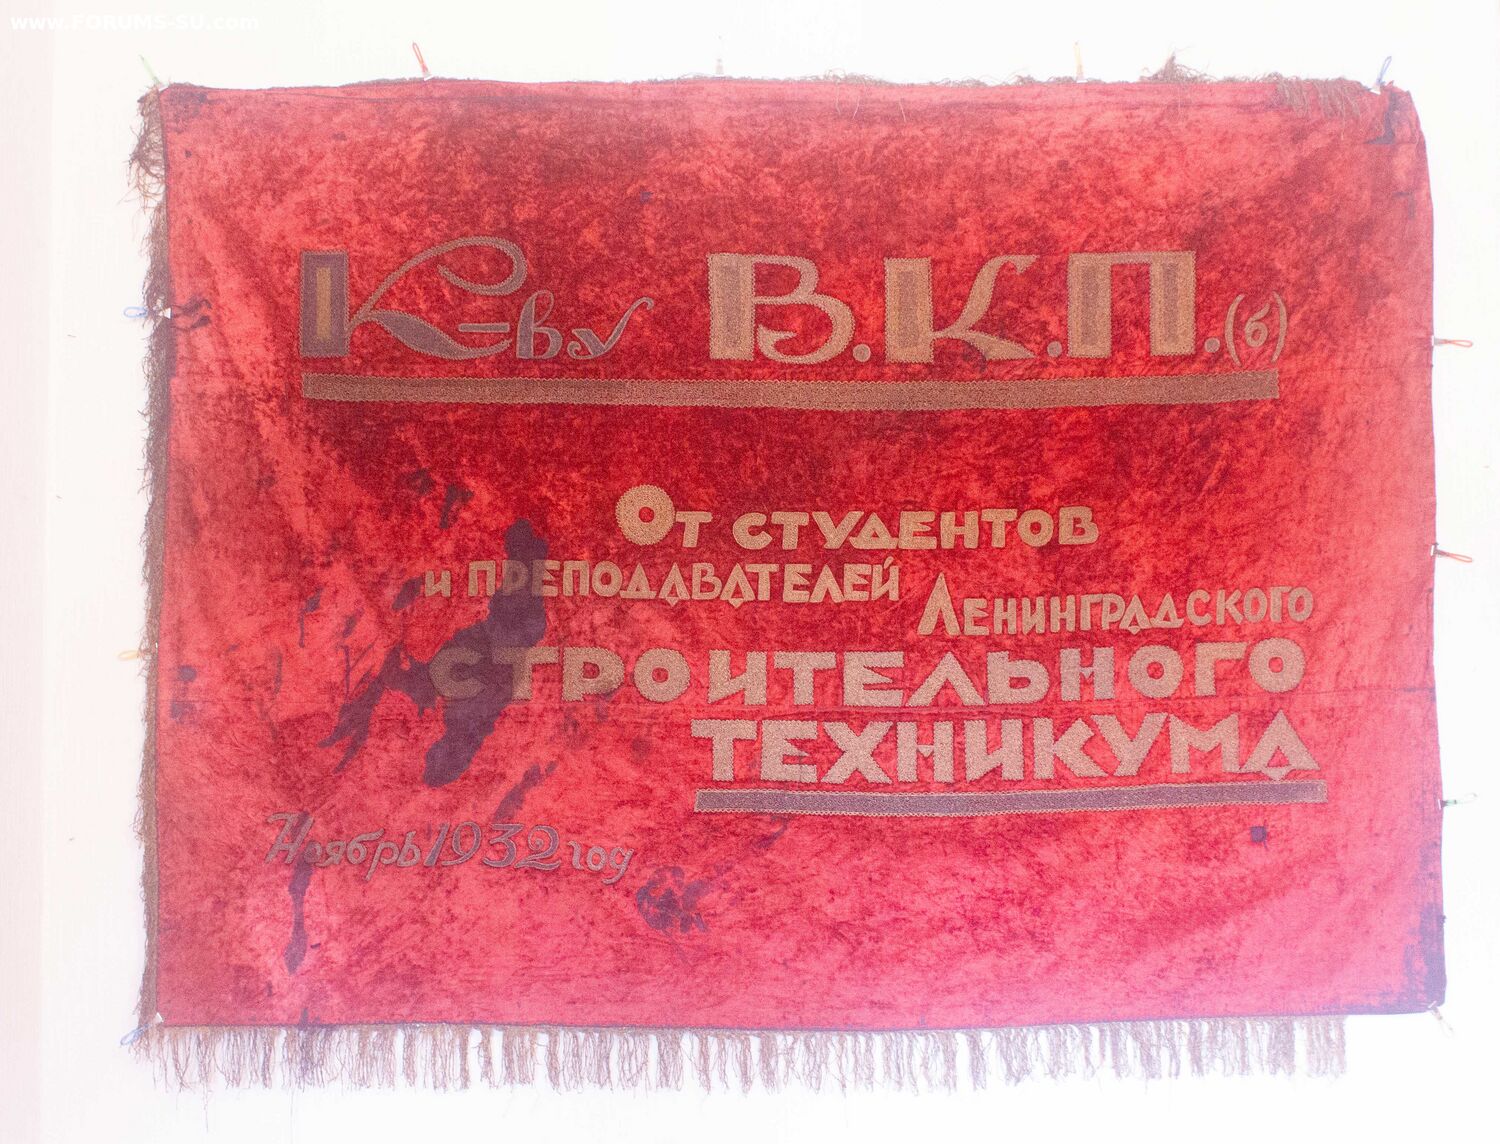 www.FORUMS-SU.com
К-ву В.К.П.(б)
От студентов
и преподавателей Ленинградского
строительного
техникума
Ноябрь 1932 год